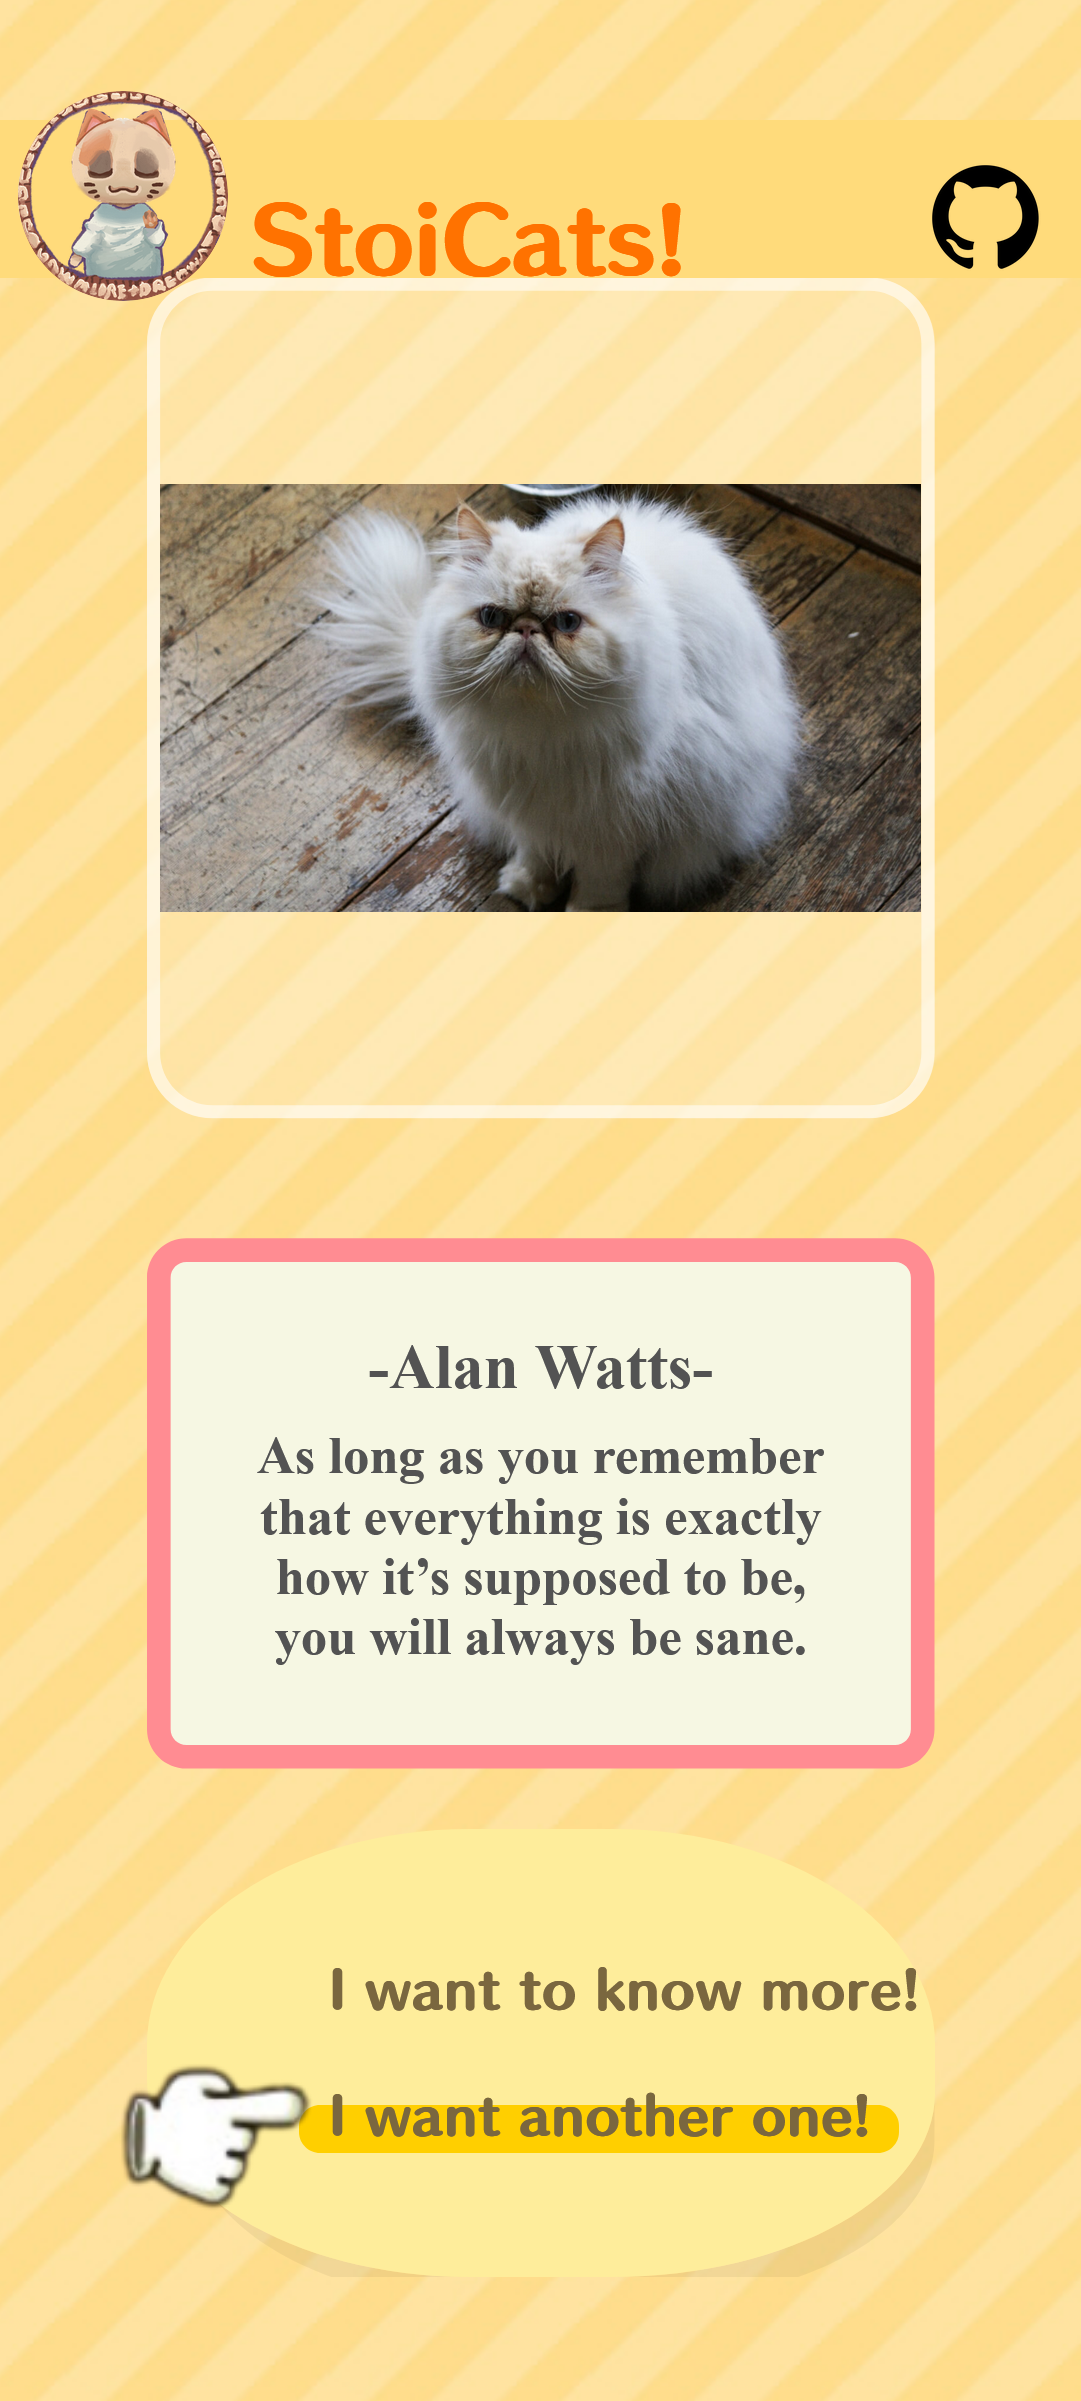 StoiCats!
-Alan Watts-
As long as you remember
that everything is exactly
how it’s supposed to be,
you will always be sane.
I want to know more!
I want another one!